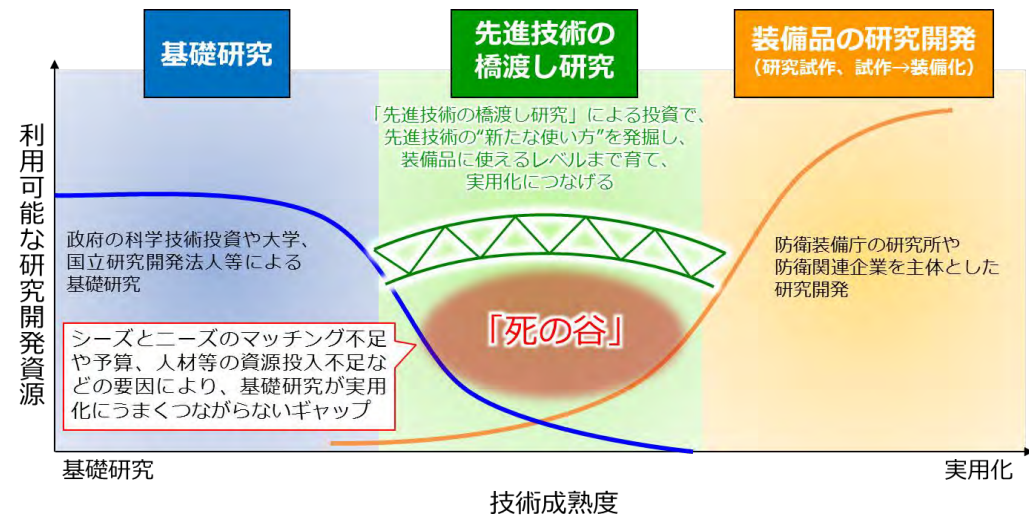 基礎研究
先進技術の
橋渡し研究
装備品の研究開発
(研究試作、試作→装備化)
「先進技術の橋渡し研究」による投資で、
先進技術の“新たな使い方”を発掘し、
装備品に使えるレベルまで育て、
実用化につなげる
利用可能な研究開発資源
政府の科学技術投資や大学、
国立研究開発法人等による
基礎研究
防衛装備庁の研究所や
防衛関連企業を主体とした
研究開発
「死の谷」
シーズとニーズのマッチング不足
や予算、人材等の資源投入不足な
どの要因により、基礎研究が実用
化にうまくつながらないギャップ
基礎研究
実用化
技術成熟度